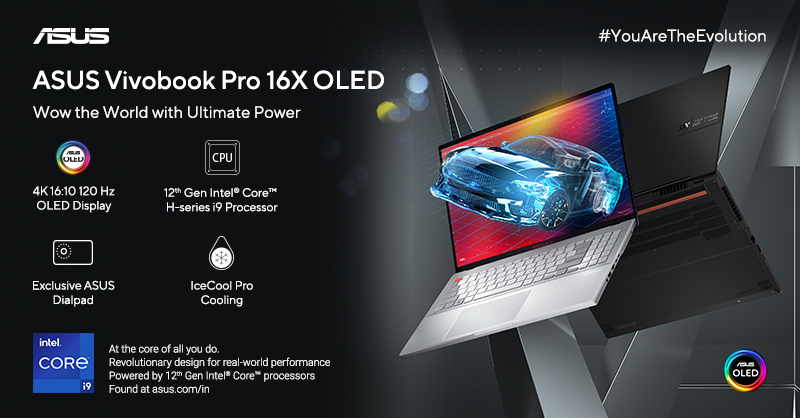 ASUS
#YouAreTheEvolution
ASUS Vivobook Pro 16X OLED
Wow the World with Ultimate Power
ASUS
OLED
4K 16:10 120 Hz
OLED Display
CPU
12th Gen Intel® Core™
H-series i9 Processor
Exclusive ASUS
Dialpad
IceCool Pro
Cooling
intel.
CORE
i9
At the core of all you do.
Revolutionary design for real-world performance
Powered by 12th Gen Intel® Core™ processors
Found at asus.com/in
ASUS
OLED